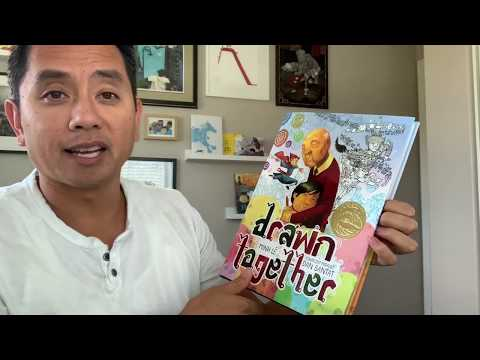 drawn
together
MINH LÊ
DAN SANTAT